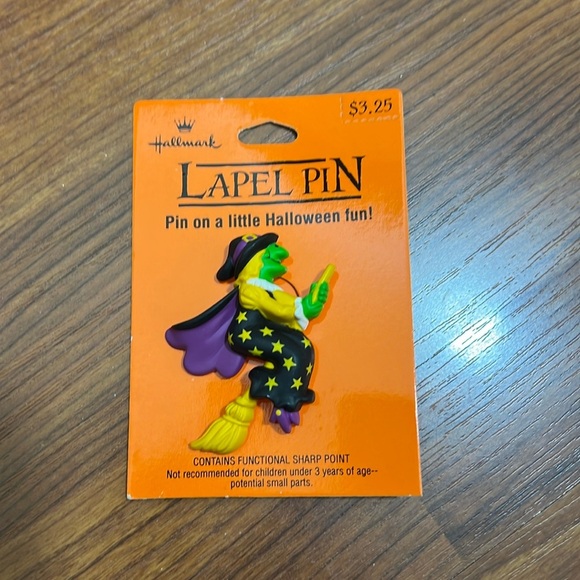 $3.25
Hallmark
LAPEL PIN
Pin on a little Halloween fun!
CONTAINS FUNCTIONAL SHARP POINT
Not recommended for children under 3 years of age--
potential small parts.